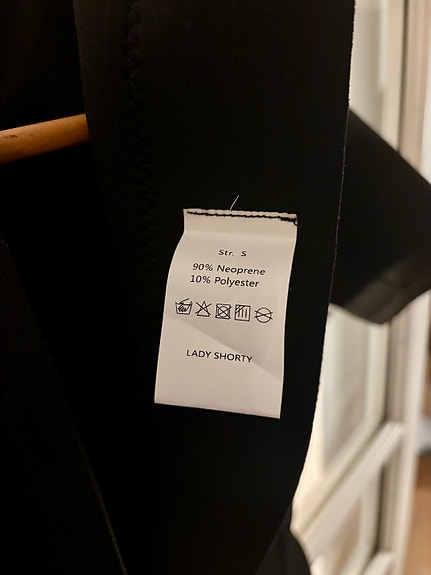 Str. S
90% Neoprene
10% Polyester
LADY SHORTY